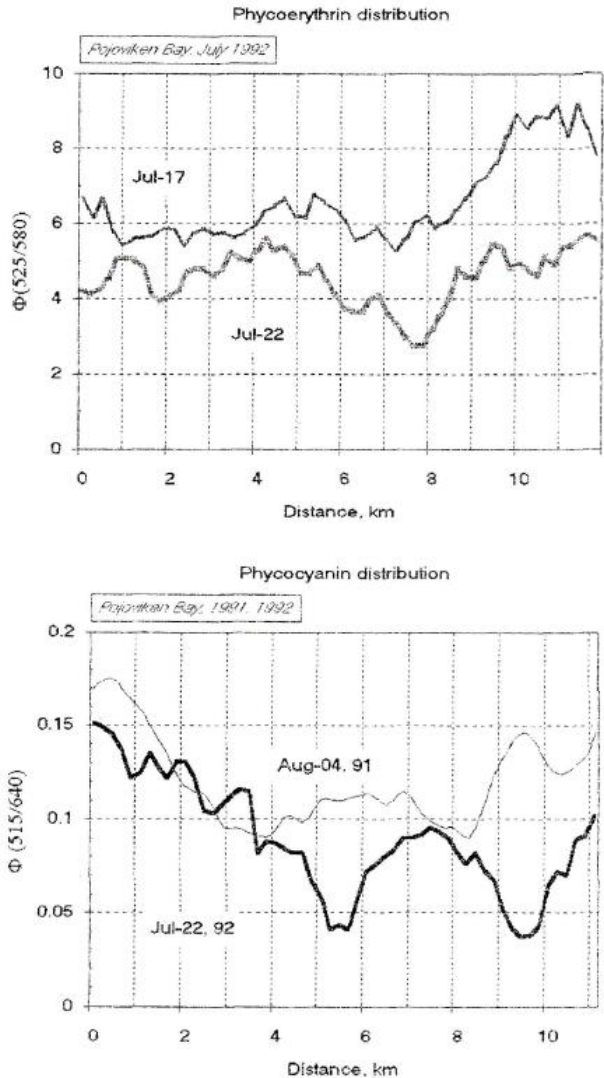 Phycoerythrin distribution
Pojoviken Bay, July 1992
10
8
6
4
2
0
Φ(525/580)
Jul-17
Jul-22
0 2 4 6 8 10
Distance, km
Phycocyanin distribution
Pojoviken Bay, 1991, 1992
0.2
0.15
0.1
0.05
0
Φ (515/640)
Aug-04, 91
Jul-22, 92
0 2 4 6 8 10
Distance, km